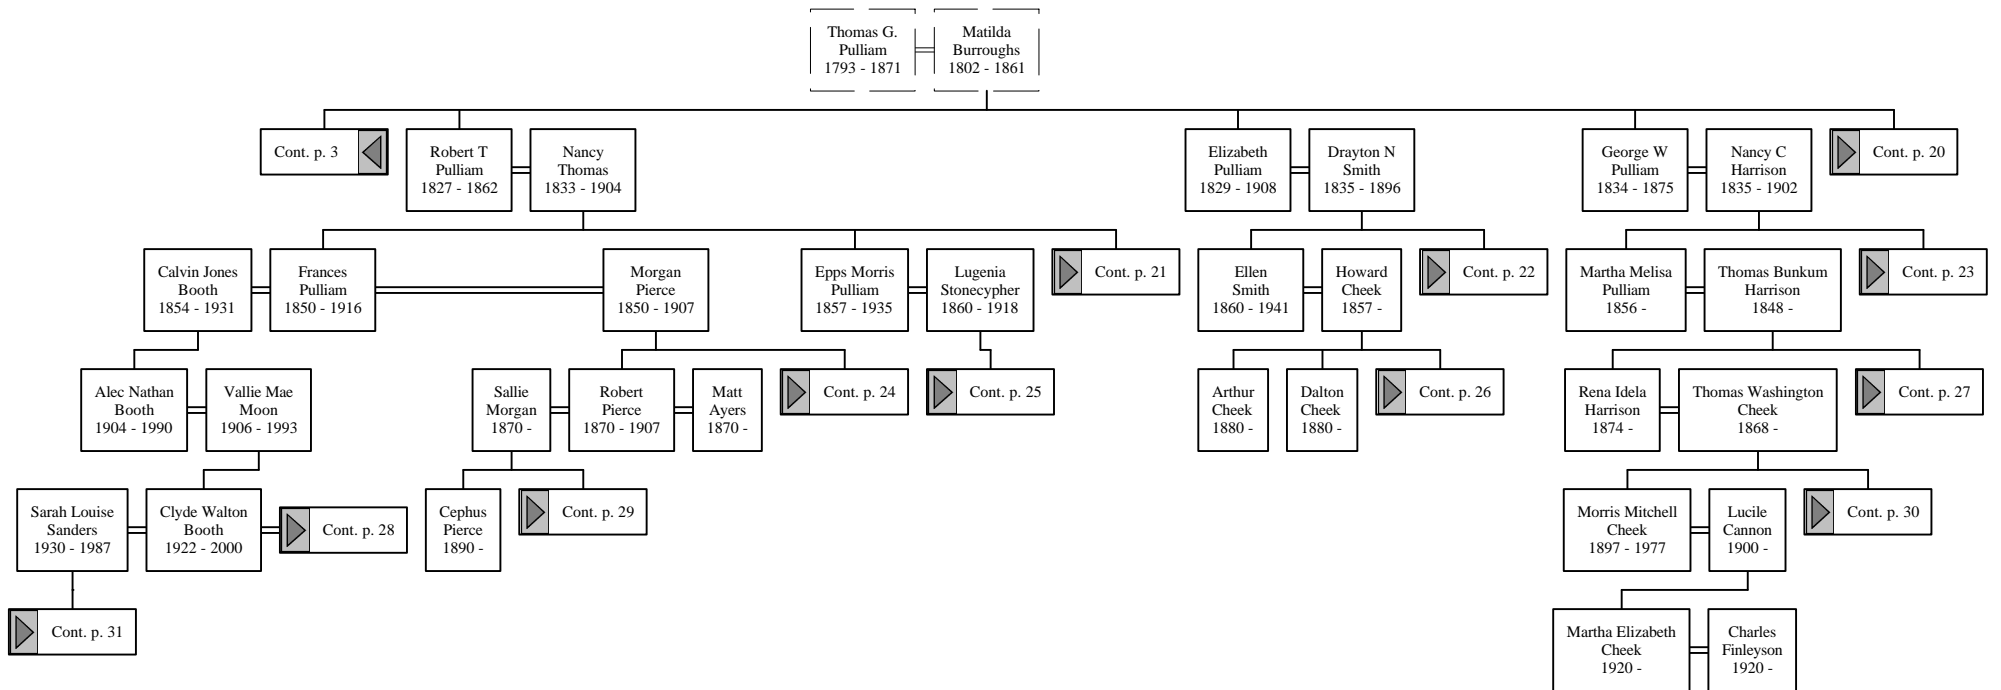 Thomas G.
Pulliam
1793 - 1871
Matilda
Burroughs
1802 - 1861
Cont. p. 3
Robert T
Pulliam
1827 - 1862
Nancy
Thomas
1833 - 1904
Elizabeth
Pulliam
1829 - 1908
Drayton N
Smith
1835 - 1896
George W
Pulliam
1834 - 1875
Nancy C
Harrison
1835 - 1902
Cont. p. 20
Calvin Jones
Booth
1854 - 1931
Frances
Pulliam
1850 - 1916
Morgan
Pierce
1850 - 1907
Epps Morris
Pulliam
1857 - 1935
Lugenia
Stonecypher
1860 - 1918
Cont. p. 21
Ellen
Smith
1860 - 1941
Howard
Cheek
1857 -
Cont. p. 22
Martha Melisa
Pulliam
1856 -
Thomas Bunkum
Harrison
1848 -
Cont. p. 23
Alec Nathan
Booth
1904 - 1990
Vallie Mae
Moon
1906 - 1993
Sallie
Morgan
1870 -
Robert
Pierce
1870 - 1907
Matt
Ayers
1870 -
Cont. p. 24
Cont. p. 25
Arthur
Cheek
1880 -
Dalton
Cheek
1880 -
Cont. p. 26
Rena Idela
Harrison
1874 -
Thomas Washington
Cheek
1868 -
Cont. p. 27
Sarah Louise
Sanders
1930 - 1987
Clyde Walton
Booth
1922 - 2000
Cont. p. 28
Cephus
Pierce
1890 -
Cont. p. 29
Morris Mitchell
Cheek
1897 - 1977
Lucile
Cannon
1900 -
Cont. p. 30
Cont. p. 31
Martha Elizabeth
Cheek
1920 -
Charles
Finleyson
1920 -